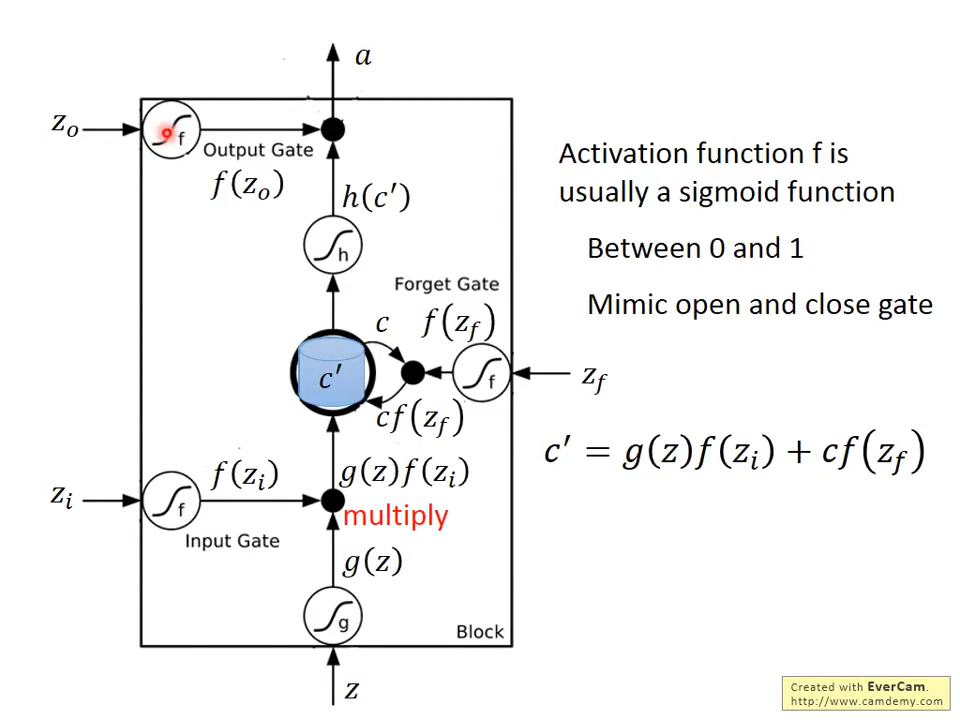 a
z_o
f
Output Gate
f(z_o)
h(c′)
h
Forget Gate
c
f(z_f)
c′
f
z_f
cf(z_f)
f(z_i)
g(z)f(z_i)
z_i
f
multiply
Input Gate
g(z)
g
Block
z
Activation function f is
usually a sigmoid function
Between 0 and 1
Mimic open and close gate
c′ = g(z)f(z_i) + cf(z_f)
Created with EverCam.
http://www.camdemy.com